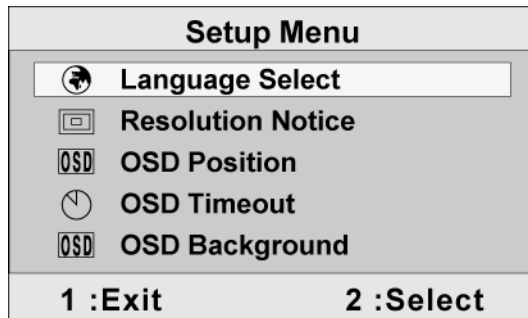 Setup Menu
Language Select
Resolution Notice
OSD OSD Position
OSD Timeout
OSD OSD Background
1 :Exit 2 :Select